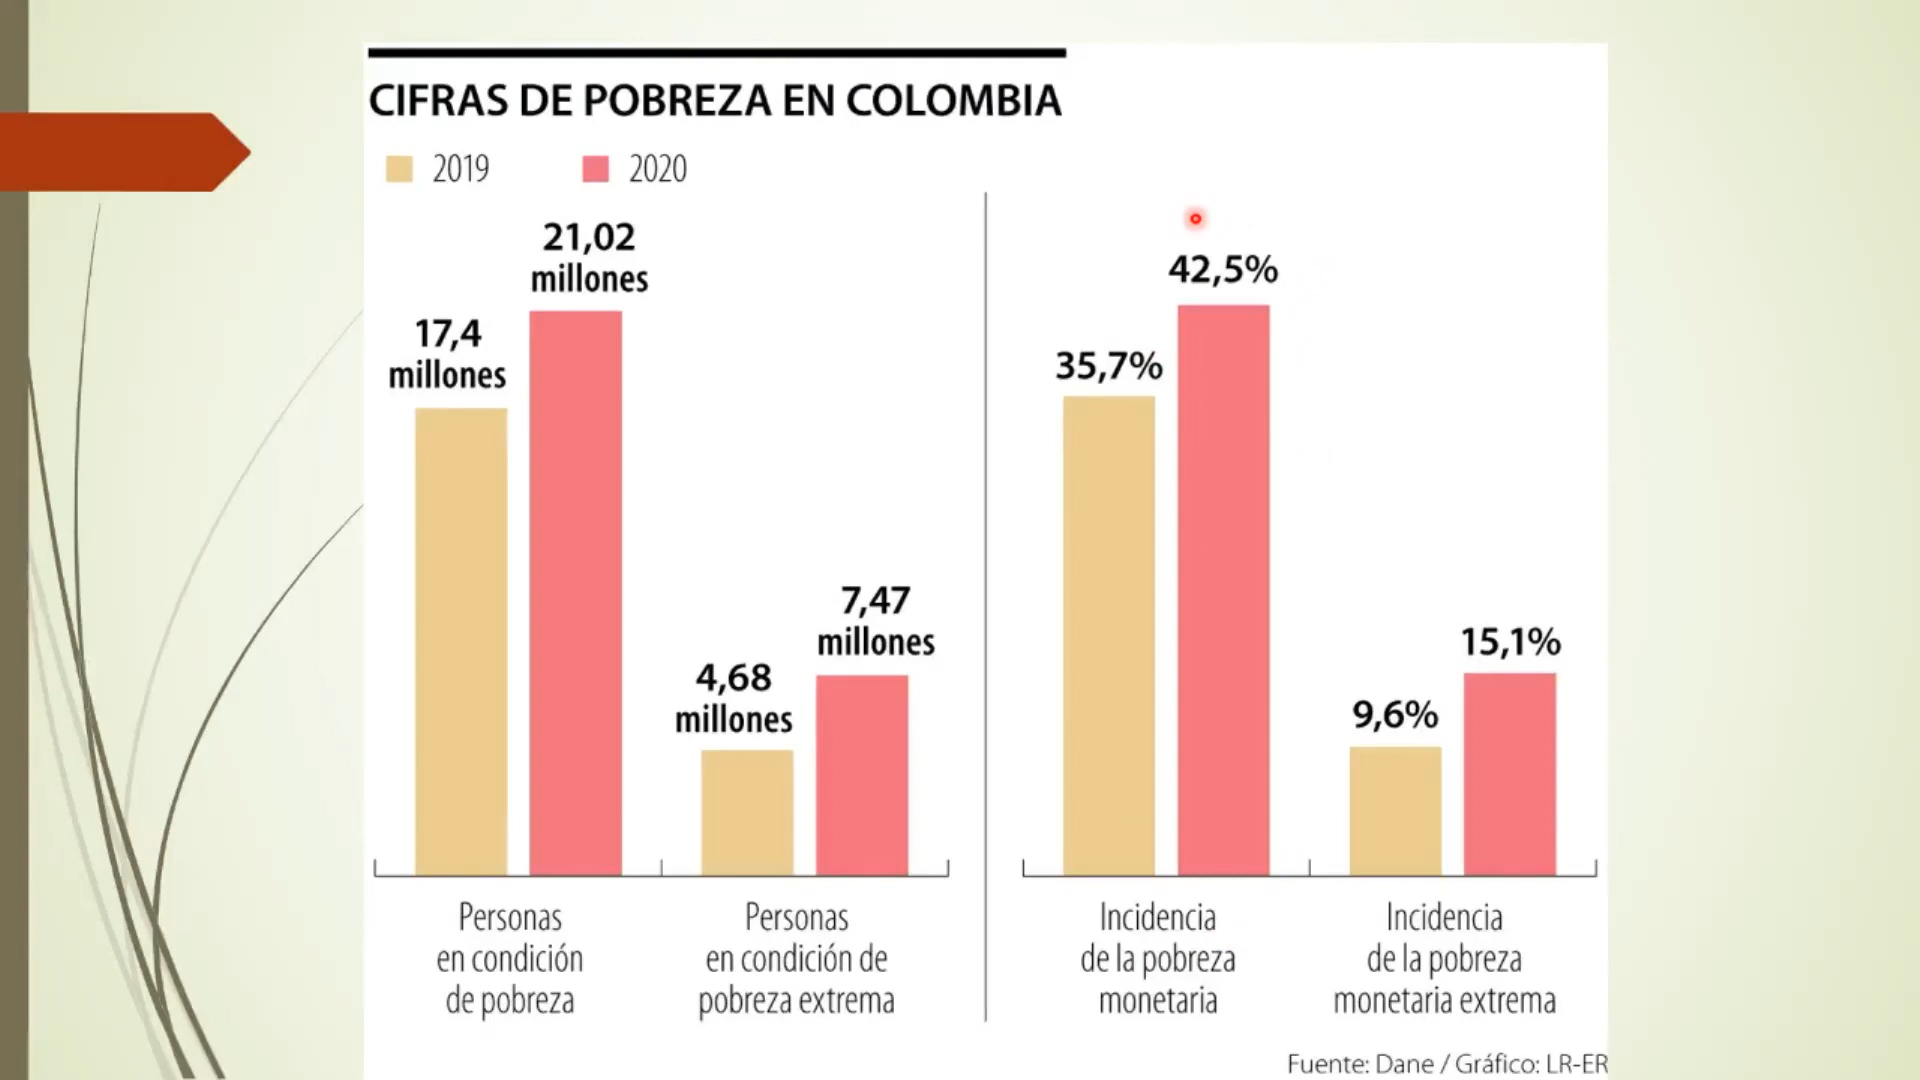 CIFRAS DE POBREZA EN COLOMBIA
2019 2020
21,02
millones
17,4
millones
7,47
millones
4,68
millones
Personas
en condición
de pobreza
Personas
en condición de
pobreza extrema
42,5%
35,7%
15,1%
9,6%
Incidencia
de la pobreza
monetaria
Incidencia
de la pobreza
monetaria extrema
Fuente: Dane / Gráfico: LR-ER